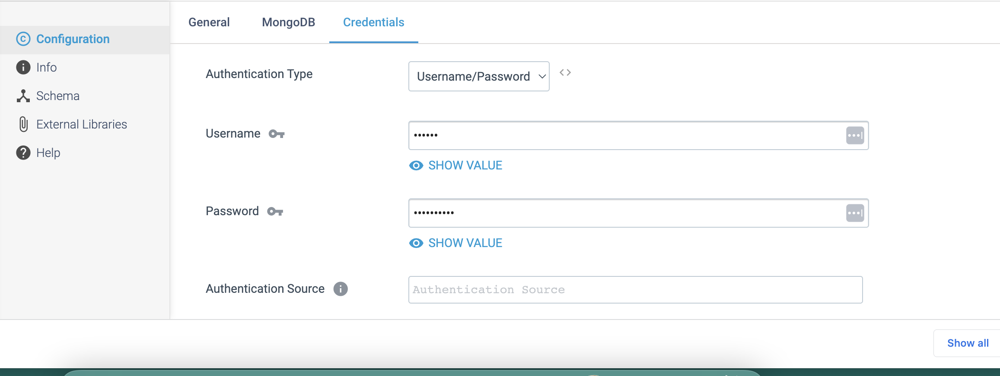 General
MongoDB
Credentials
Configuration
Info
Schema
External Libraries
Help
Authentication Type
Username/Password
Username
••••••
SHOW VALUE
Password
••••••••••
SHOW VALUE
Authentication Source
Authentication Source
Show all